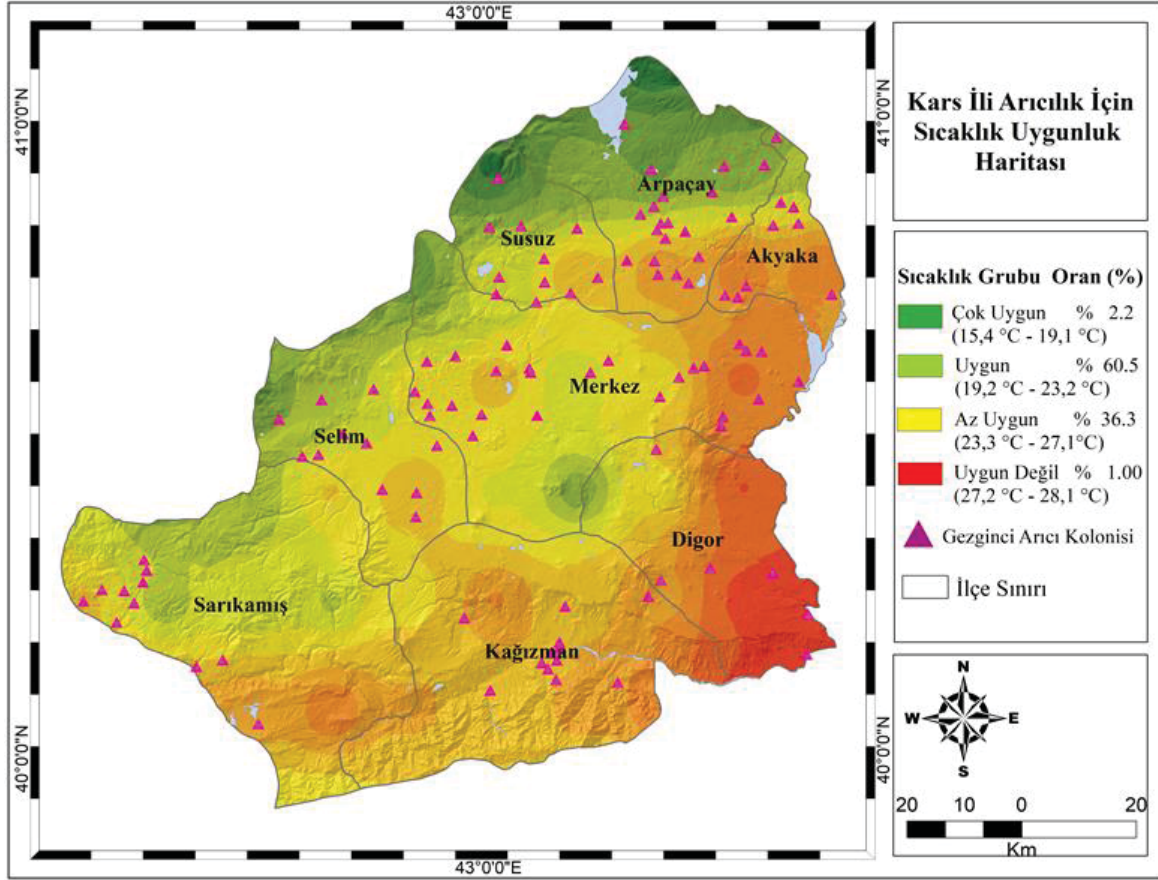 43°0'0"E
41°0'0"N
41°0'0"N
Kars İli Arıcılık İçin
Sıcaklık Uygunluk
Haritası
Arpaçay
Susuz
Akyaka
Merkez
Selim
Digor
Sarıkamış
Kağızman
Sıcaklık Grubu Oran (%)
Çok Uygun % 2.2
(15,4 °C - 19,1 °C)
Uygun % 60.5
(19,2 °C - 23,2 °C)
Az Uygun % 36.3
(23,3 °C - 27,1°C)
Uygun Değil % 1.00
(27,2 °C - 28,1 °C)
Gezginci Arıcı Kolonisi
İlçe Sınırı
N
W E
S
20 10 0 20
Km
40°0'0"N
40°0'0"N
43°0'0"E